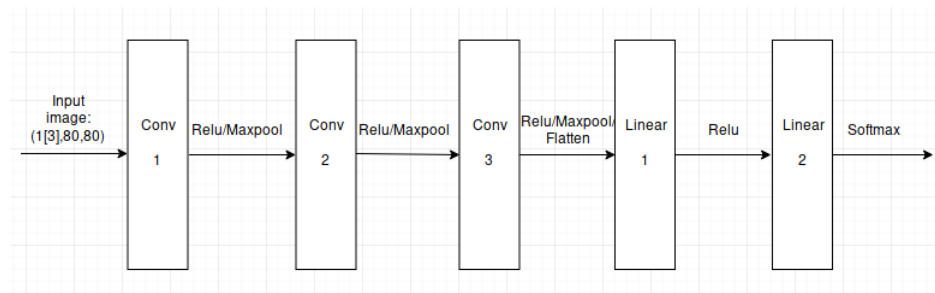 Input
image:
(1[3],80,80)
Conv
1
Relu/Maxpool
Conv
2
Relu/Maxpool
Conv
3
Relu/Maxpool/
Flatten
Linear
1
Relu
Linear
2
Softmax